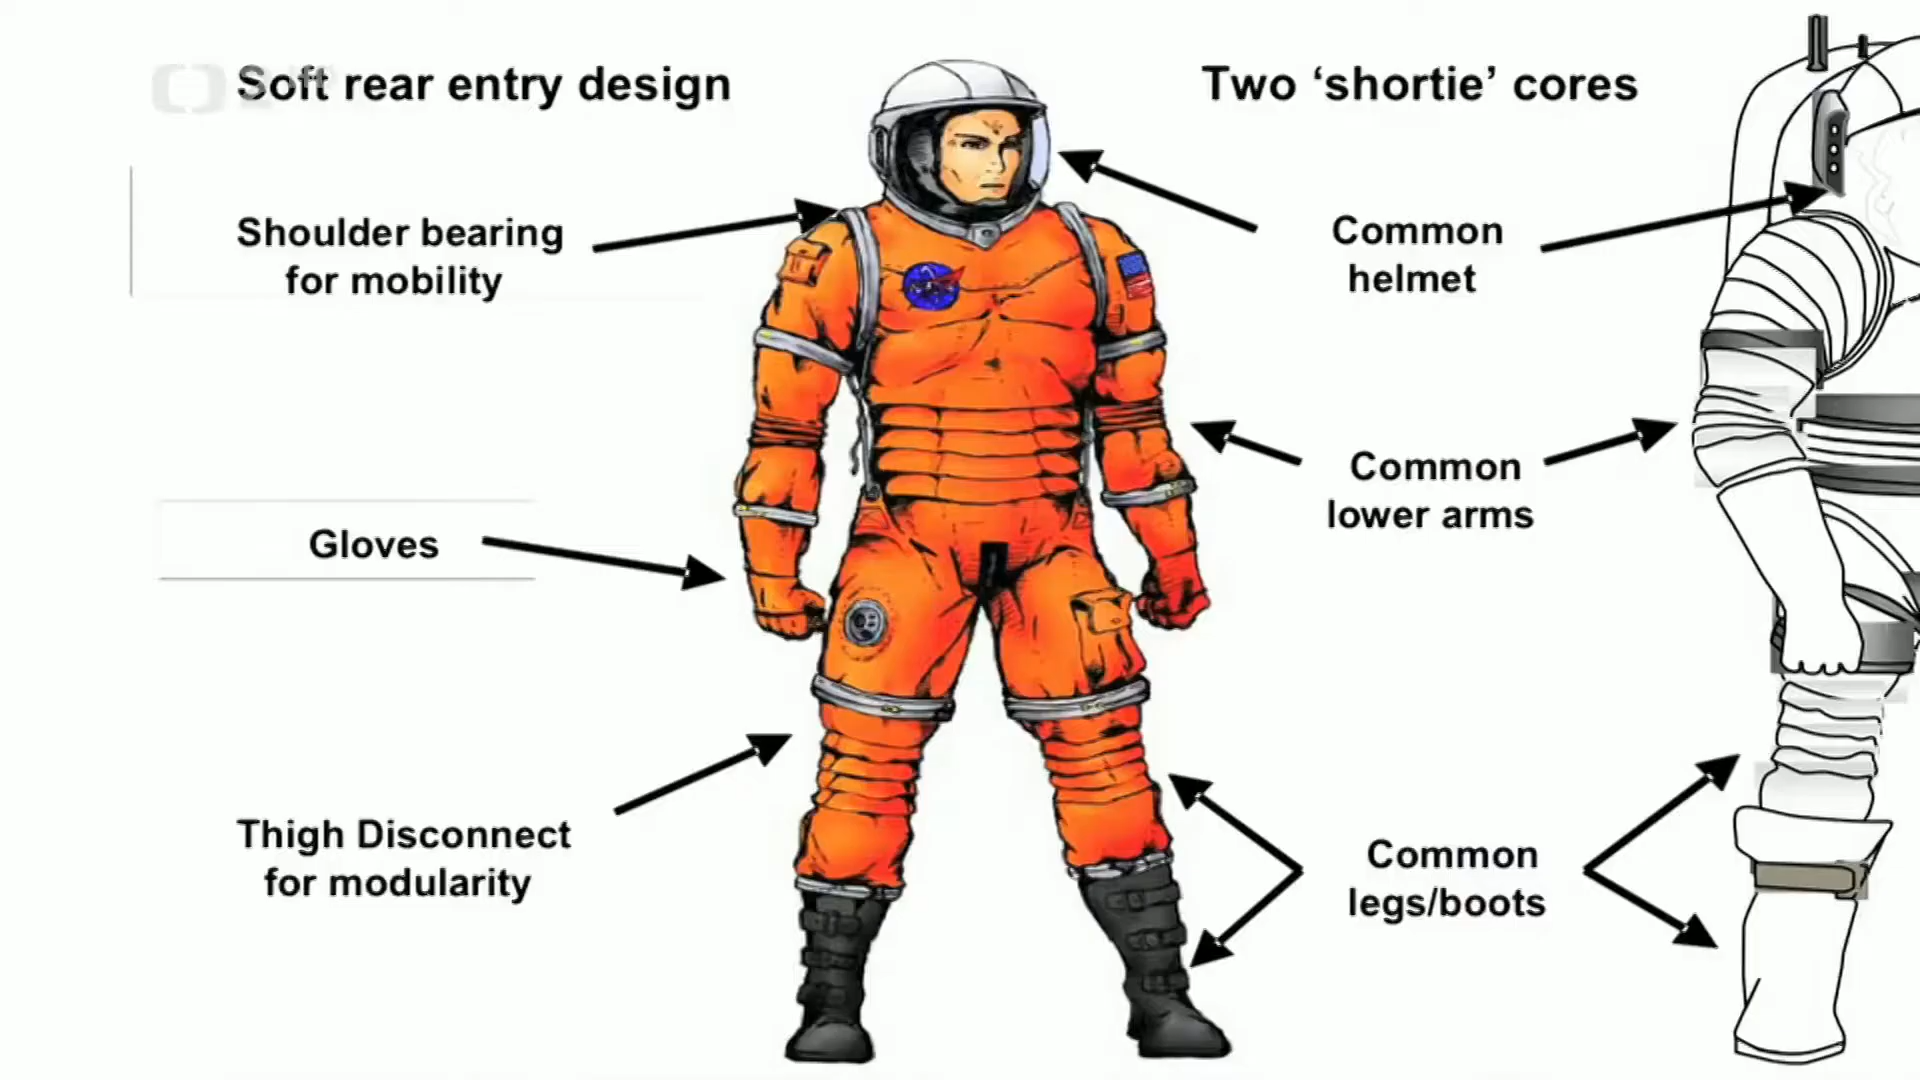 Soft rear entry design
Two ‘shortie’ cores
Shoulder bearing
for mobility
Common
helmet
Common
lower arms
Gloves
Thigh Disconnect
for modularity
Common
legs/boots
NASA